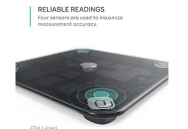 RELIABLE READINGS
Four sensors are used to maximize
measurement accuracy.